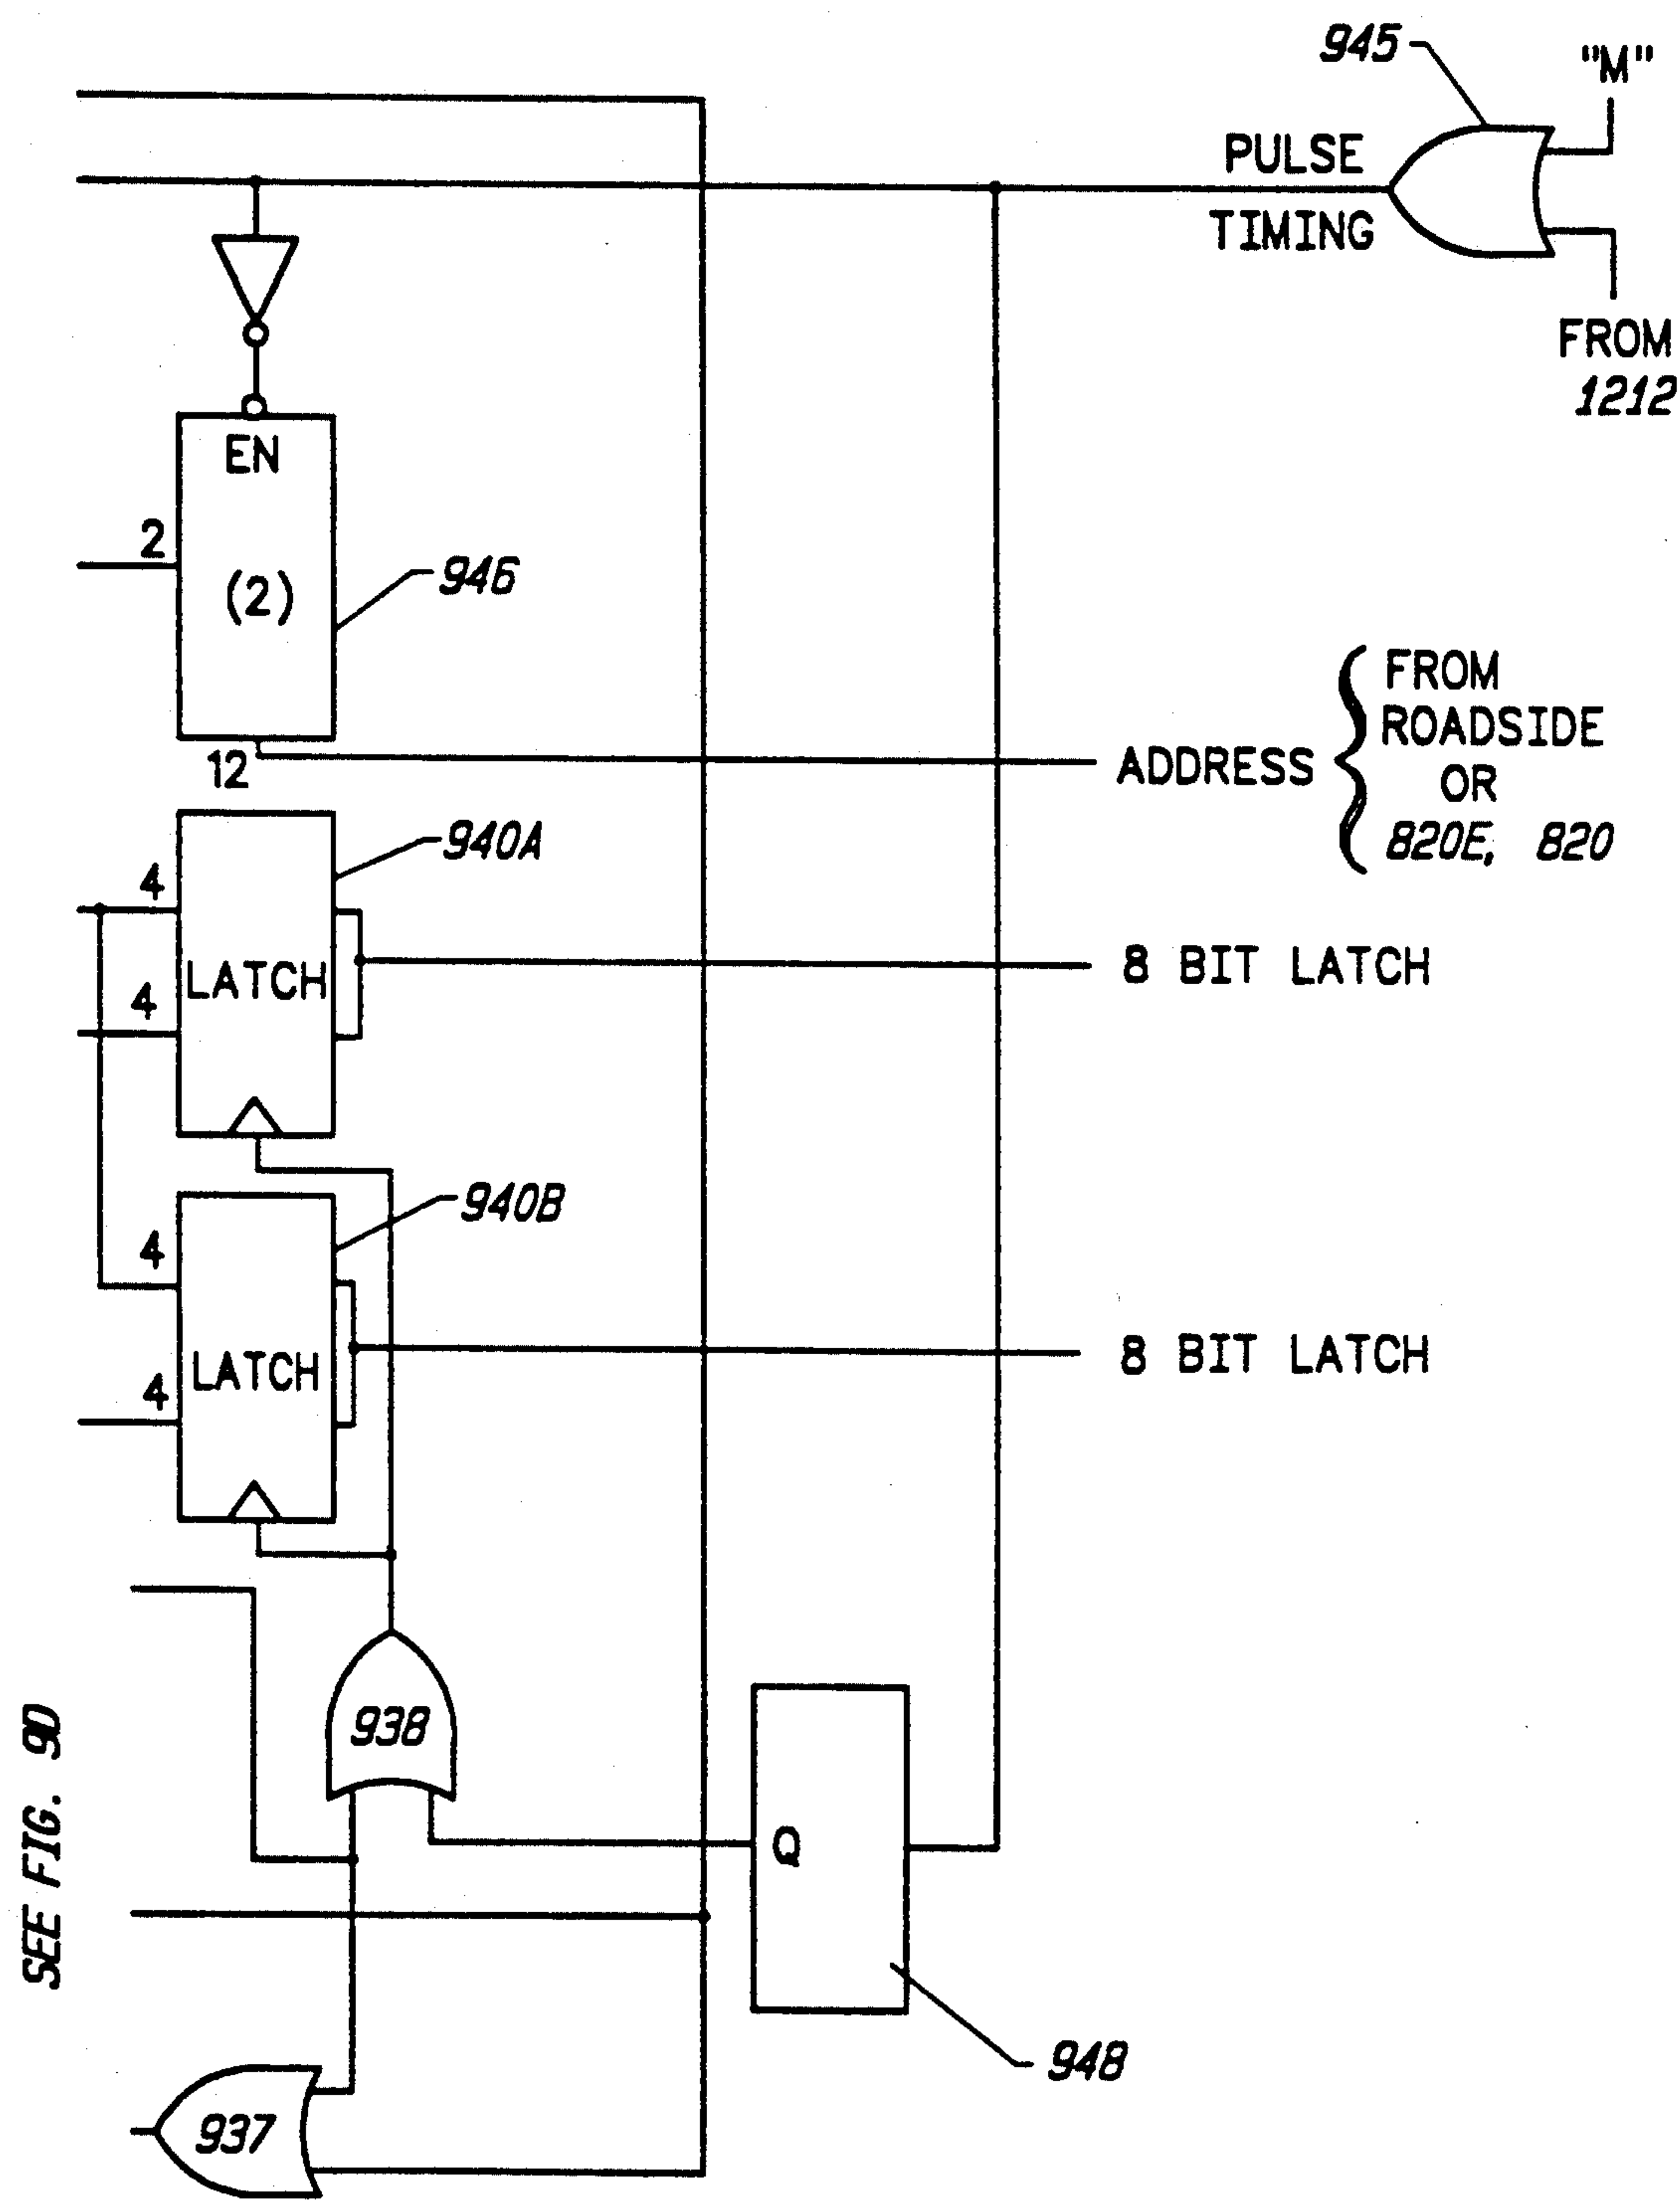 945
"M"
PULSE
TIMING
FROM
1212
EN
2
(2)
946
12
ADDRESS
FROM
ROADSIDE
OR
820E, 820
940A
4
LATCH
4
8 BIT LATCH
940B
4
LATCH
4
8 BIT LATCH
938
Q
SEE FIG. 9D
948
937